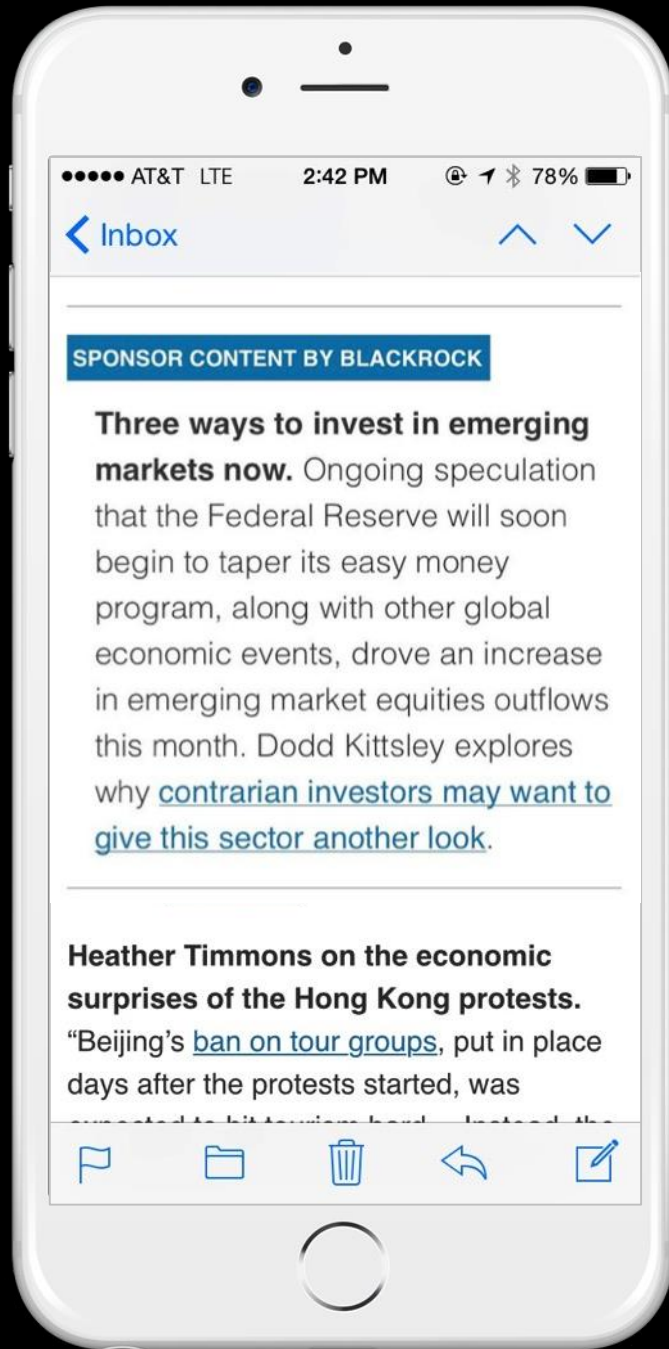 AT&T LTE 2:42 PM 78%
Inbox
SPONSOR CONTENT BY BLACKROCK
Three ways to invest in emerging
markets now. Ongoing speculation
that the Federal Reserve will soon
begin to taper its easy money
program, along with other global
economic events, drove an increase
in emerging market equities outflows
this month. Dodd Kittsley explores
why contrarian investors may want to
give this sector another look.
Heather Timmons on the economic
surprises of the Hong Kong protests.
“Beijing’s ban on tour groups, put in place
days after the protests started, was